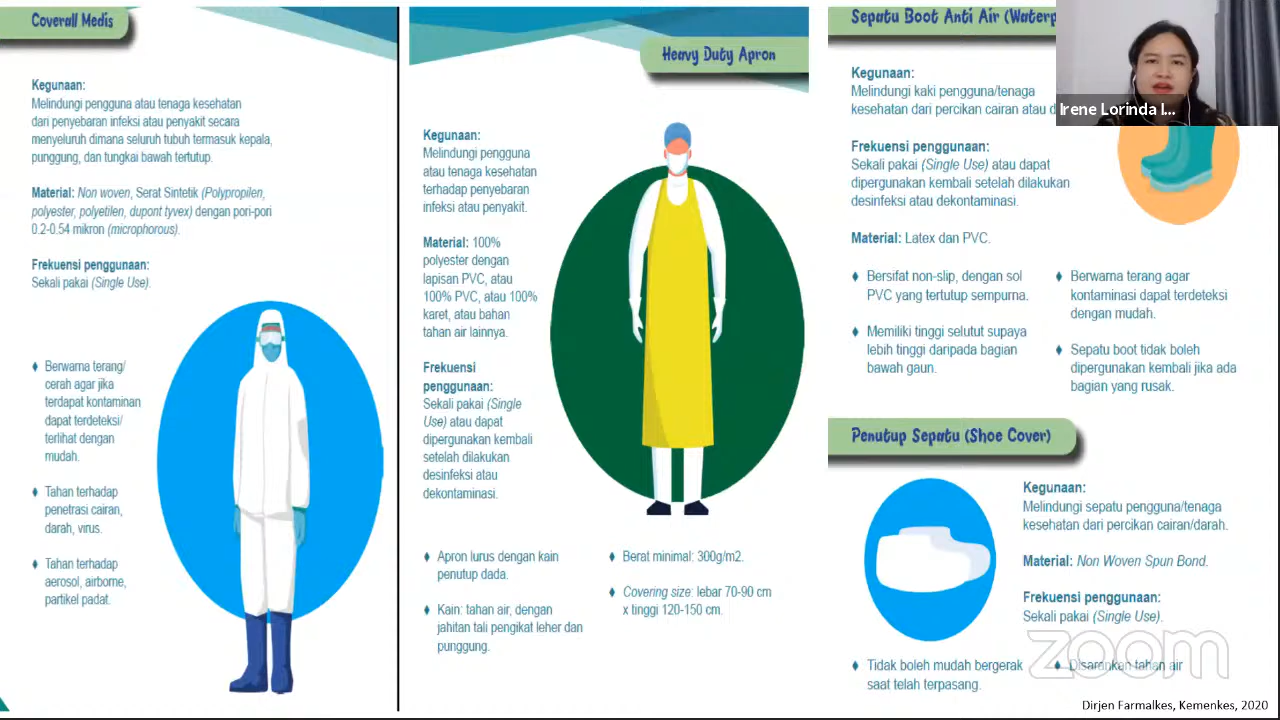 Coverall Medis
Kegunaan:
Melindungi pengguna atau tenaga kesehatan
dari penyebaran infeksi atau penyakit secara
menyeluruh dimana seluruh tubuh termasuk kepala,
punggung, dan tungkai bawah tertutup.
Material: Non woven, Serat Sintetik (Polypropilen,
polyester, polyetilen, dupont tyvex) dengan pori-pori
0.2-0.54 mikron (microphorous).
Frekuensi penggunaan:
Sekali pakai (Single Use).
Berwarna terang/
cerah agar jika
terdapat kontaminan
dapat terdeteksi/
terlihat dengan
mudah.
Tahan terhadap
penetrasi cairan,
darah, virus.
Tahan terhadap
aerosol, airborne,
partikel padat.
Heavy Duty Apron
Kegunaan:
Melindungi pengguna
atau tenaga kesehatan
terhadap penyebaran
infeksi atau penyakit.
Material: 100%
polyester dengan
lapisan PVC, atau
100% PVC, atau 100%
karet, atau bahan
tahan air lainnya.
Frekuensi
penggunaan:
Sekali pakai (Single
Use) atau dapat
dipergunakan kembali
setelah dilakukan
desinfeksi atau
dekontaminasi.
Apron lurus dengan kain
penutup dada.
Kain: tahan air, dengan
jahitan tali pengikat leher dan
punggung.
Berat minimal: 300g/m2.
Covering size: lebar 70-90 cm
x tinggi 120-150 cm.
Sepatu Boot Anti Air (Waterp
Kegunaan:
Melindungi kaki pengguna/tenaga
kesehatan dari percikan cairan atau d
Frekuensi penggunaan:
Sekali pakai (Single Use) atau dapat
dipergunakan kembali setelah dilakukan
desinfeksi atau dekontaminasi.
Material: Latex dan PVC.
Bersifat non-slip, dengan sol
PVC yang tertutup sempurna.
Memiliki tinggi selutut supaya
lebih tinggi daripada bagian
bawah gaun.
Berwarna terang agar
kontaminasi dapat terdeteksi
dengan mudah.
Sepatu boot tidak boleh
dipergunakan kembali jika ada
bagian yang rusak.
Penutup Sepatu (Shoe Cover)
Kegunaan:
Melindungi sepatu pengguna/tenaga
kesehatan dari percikan cairan/darah.
Material: Non Woven Spun Bond.
Frekuensi penggunaan:
Sekali pakai (Single Use).
Tidak boleh mudah bergerak
saat telah terpasang.
Disarankan tahan air
zoom
Dirjen Farmalkes, Kemenkes, 2020
Irene Lorinda I...